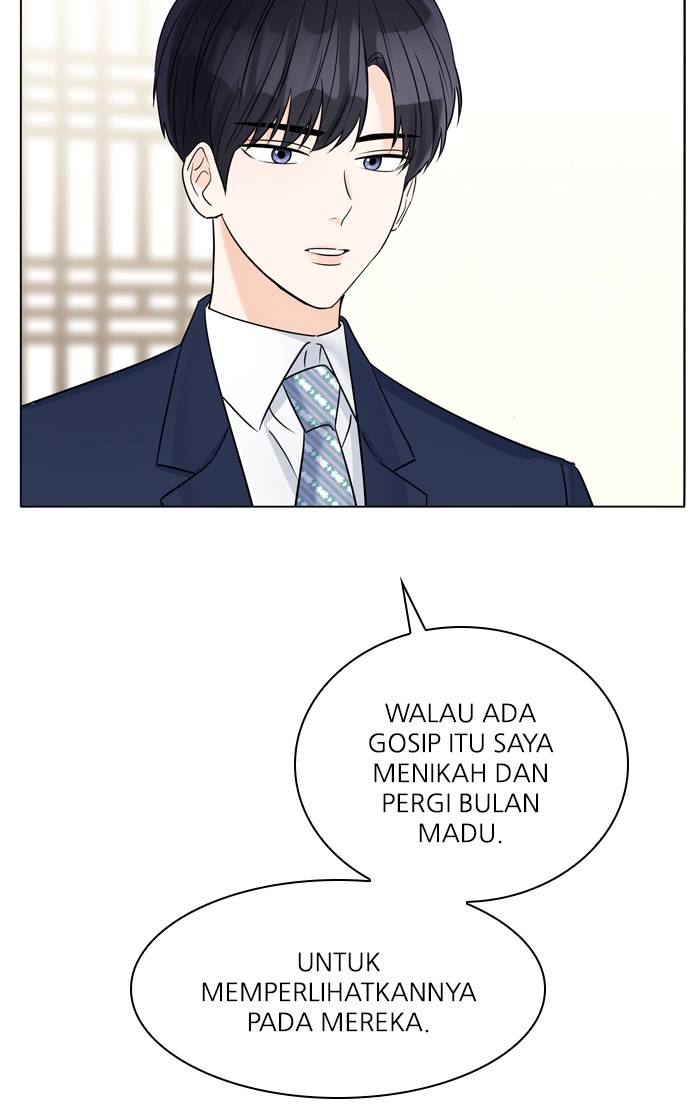 WALAU ADA
GOSIP ITU SAYA
MENIKAH DAN
PERGI BULAN
MADU.
UNTUK
MEMPERLIHATKANNYA
PADA MEREKA.